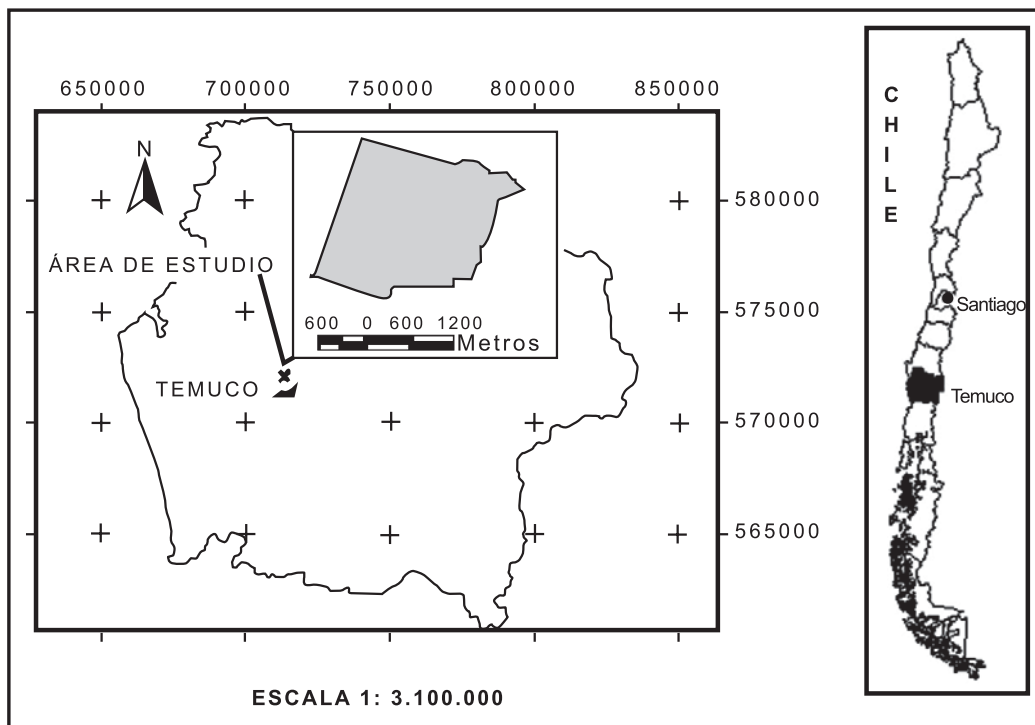 650000 700000 750000 800000 850000
N
580000
ÁREA DE ESTUDIO
575000
600 0 600 1200
Metros
TEMUCO
570000
565000
ESCALA 1: 3.100.000
CHILE
Santiago
Temuco